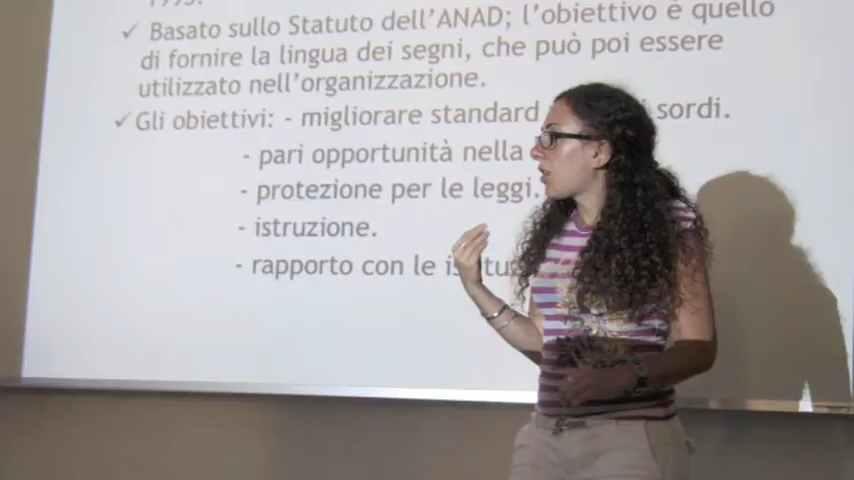 ✓ Basato sullo Statuto dell'ANAD; l'obiettivo è quello
di fornire la lingua dei segni, che può poi essere
utilizzato nell'organizzazione.
✓ Gli obiettivi: - migliorare standard sordi.
- pari opportunità nella
- protezione per le leggi.
- istruzione.
- rapporto con le